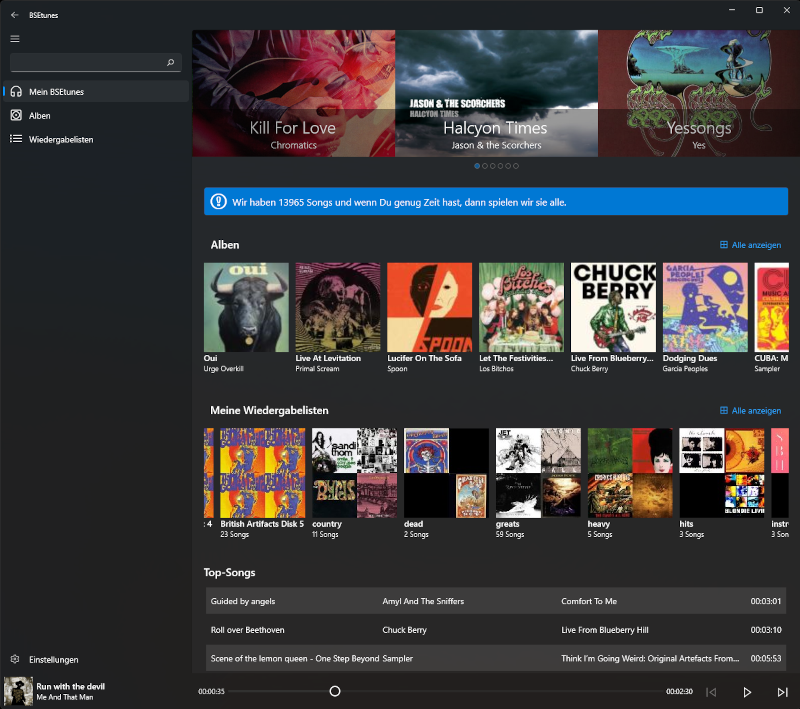 BSEtunes
Mein BSEtunes
Alben
Wiedergabelisten
JASON & THE SCORCHERS
HALCYON TIMES
Kill For Love
Chromatics
Halcyon Times
Jason & the Scorchers
Yessongs
Yes
Wir haben 13965 Songs und wenn Du genug Zeit hast, dann spielen wir sie alle.
Alben
Alle anzeigen
oui
Los Bitchos
CHUCK
BERRY
GARCIA
PEOPLES
SPOON
Oui
Urge Overkill
Live At Levitation
Primal Scream
Lucifer On The Sofa
Spoon
Let The Festivities...
Los Bitchos
Live From Blueberry...
Chuck Berry
Dodging Dues
Garcia Peoples
CUBA: M
Sampler
Meine Wiedergabelisten
Alle anzeigen
sandi
thom
BYRDS
JET
BLONDIE LIVE
4
British Artifacts Disk 5
23 Songs
country
11 Songs
dead
2 Songs
greats
59 Songs
heavy
5 Songs
hits
3 Songs
instr
3 Son
Top-Songs
Guided by angels Amyl And The Sniffers Comfort To Me 00:03:01
Roll over Beethoven Chuck Berry Live From Blueberry Hill 00:03:10
Scene of the lemon queen - One Step Beyond Sampler Think I'm Going Weird: Original Artefacts From... 00:05:53
Einstellungen
Run with the devil
Me And That Man
00:00:35
00:02:30